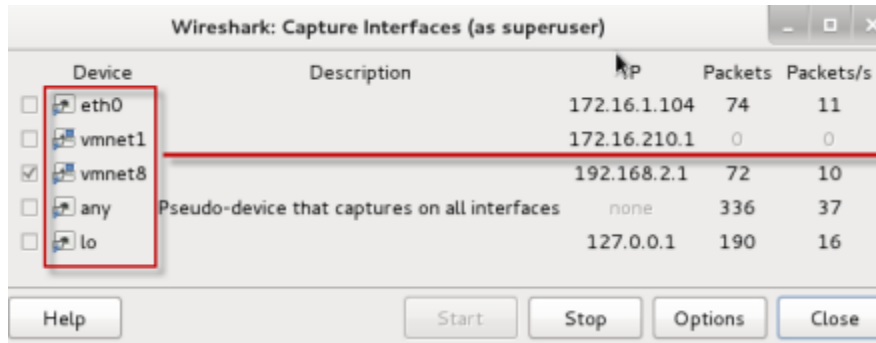 Wireshark: Capture Interfaces (as superuser)
Device Description IP Packets Packets/s
eth0 172.16.1.104 74 11
vmnet1 172.16.210.1 0 0
vmnet8 192.168.2.1 72 10
any Pseudo-device that captures on all interfaces none 336 37
lo 127.0.0.1 190 16
Help Start Stop Options Close